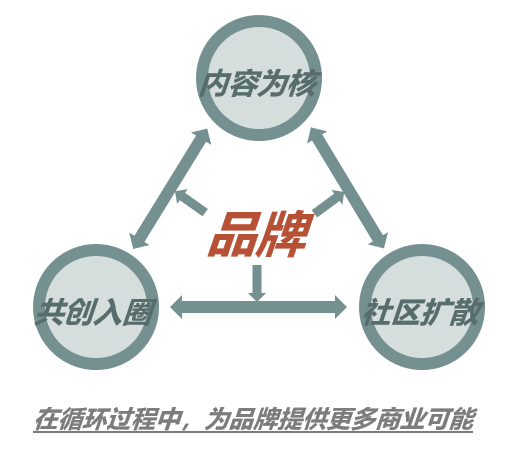 内容为核
品牌
共创入圈
社区扩散
在循环过程中，为品牌提供更多商业可能